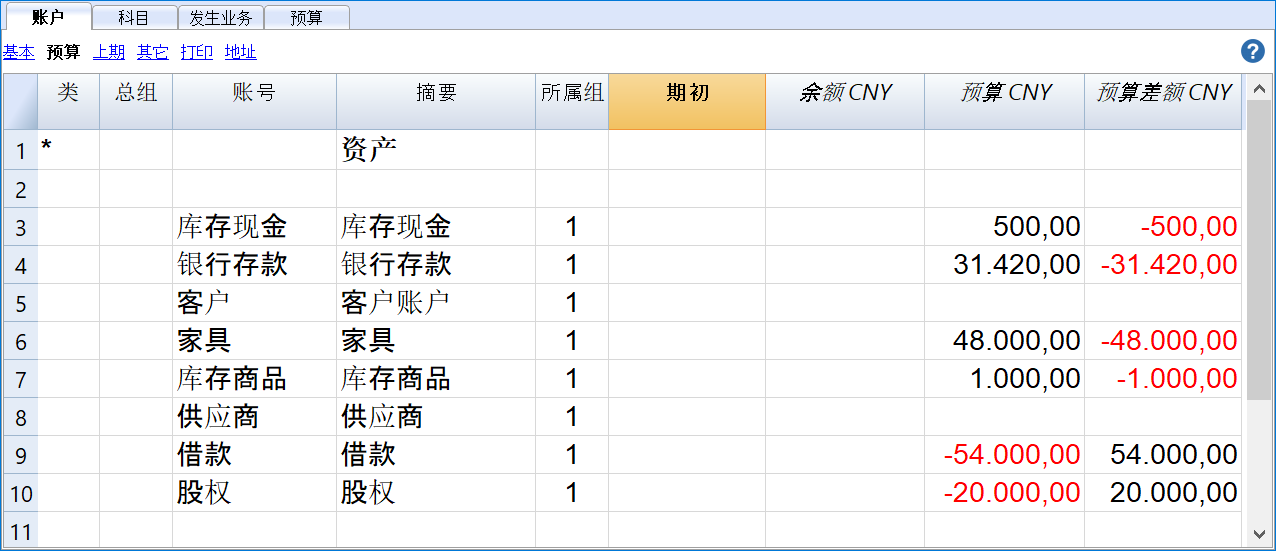 账户 科目 发生业务 预算
基本 预算 上期 其它 打印 地址 ?
类 总组 账号 摘要 所属组 期初 余额 CNY 预算 CNY 预算差额 CNY
1 * 资产
2
3 库存现金 库存现金 1 500,00 -500,00
4 银行存款 银行存款 1 31.420,00 -31.420,00
5 客户 客户账户 1
6 家具 家具 1 48.000,00 -48.000,00
7 库存商品 库存商品 1 1.000,00 -1.000,00
8 供应商 供应商 1
9 借款 借款 1 -54.000,00 54.000,00
10 股权 股权 1 -20.000,00 20.000,00
11